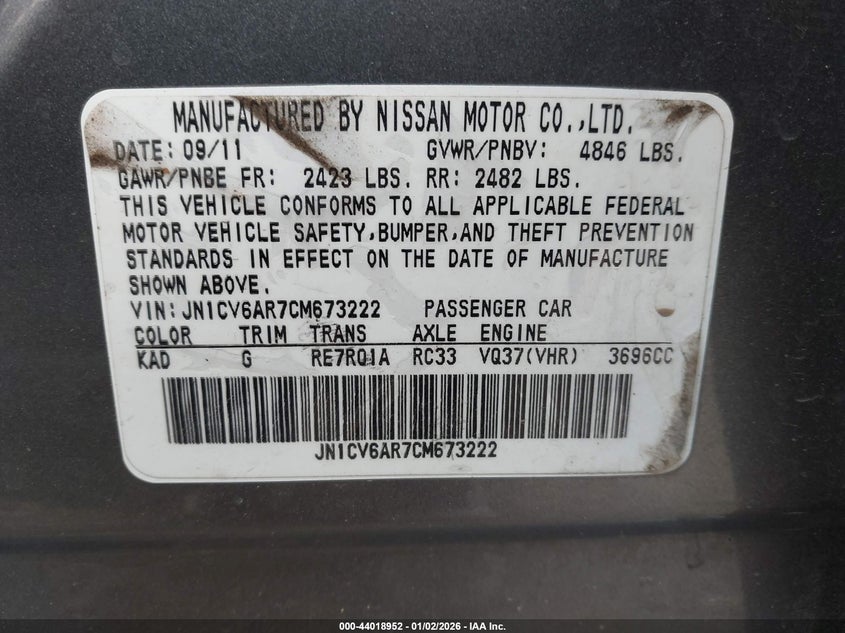 MANUFACTURED BY NISSAN MOTOR CO.,LTD.
DATE: 09/11 GVWR/PNBV: 4846 LBS.
GAWR/PNBE FR: 2423 LBS. RR: 2482 LBS.
THIS VEHICLE CONFORMS TO ALL APPLICABLE FEDERAL
MOTOR VEHICLE SAFETY,BUMPER,AND THEFT PREVENTION
STANDARDS IN EFFECT ON THE DATE OF MANUFACTURE
SHOWN ABOVE.
VIN:JN1CV6AR7CM673222 PASSENGER CAR
COLOR TRIM TRANS AXLE ENGINE
KAD G RE7R01A RC33 VQ37(VHR) 3696CC
JN1CV6AR7CM673222
000-44018952 - 01/02/2026 - IAA Inc.